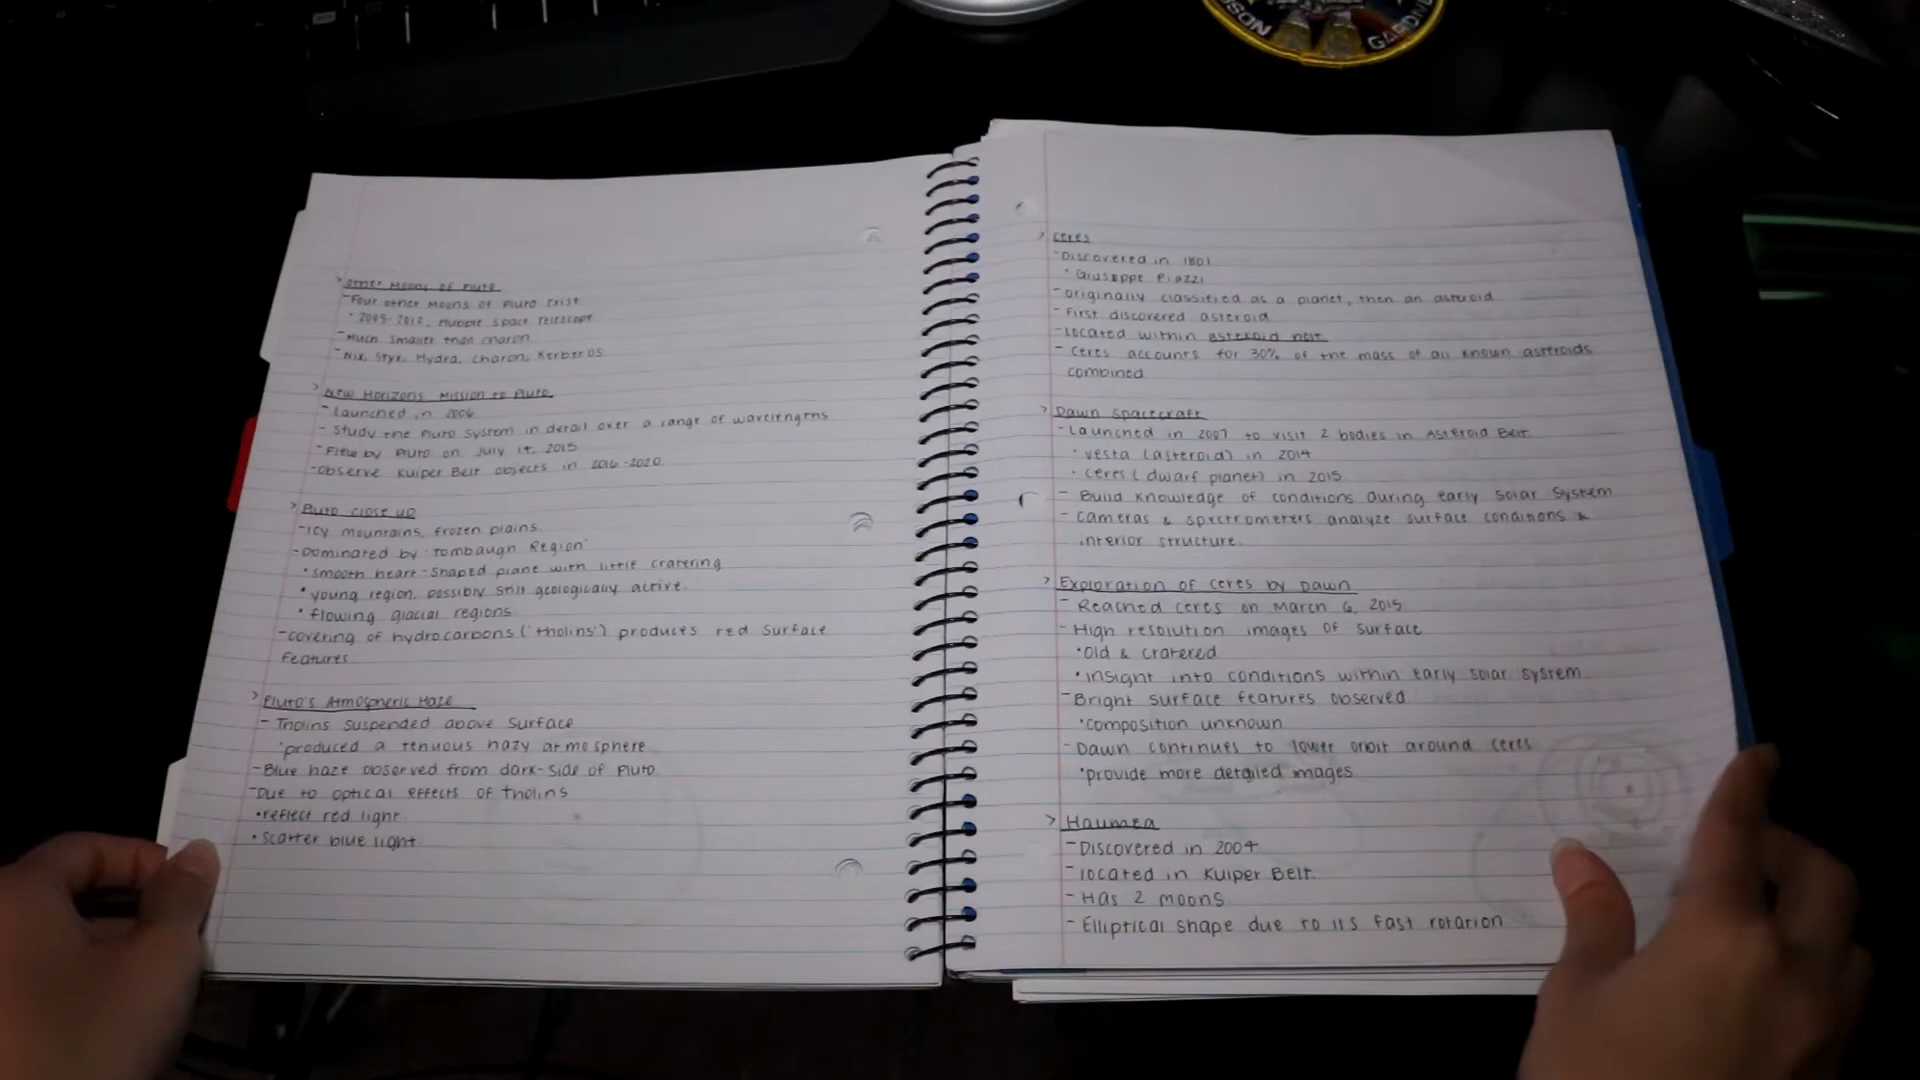 > Other Moons of Pluto
- Four other Moons of Pluto exist
• 2005-2012, Hubble Space Telescope
- Much smaller than Charon
- Nix, Styx, Hydra, Charon, Kerberos
> New Horizons Mission to Pluto
- Launched in 2006
- Study the Pluto system in detail over a range of wavelengths
- Flew by Pluto on July 14, 2015
- Observe Kuiper Belt objects in 2016-2020
> Pluto Close Up
- Icy mountains, frozen plains
- Dominated by 'Tombaugh Region'
• smooth heart-shaped plane with little cratering
• young region, possibly still geologically active.
• flowing glacial regions
- covering of hydrocarbons ('tholins') produces red surface
features
> Pluto's Atmospheric Haze
- Tholins suspended above surface
• produced a tenuous hazy atmosphere
- Blue haze observed from dark-side of Pluto
- Due to optical effects of tholins
• reflect red light
• scatter blue light
> Ceres
- Discovered in 1801
• Giuseppe Piazzi
- originally classified as a planet, then an asteroid
- First discovered asteroid
- located within asteroid belt
- Ceres accounts for 30% of the mass of all known asteroids
combined
> Dawn Spacecraft
- Launched in 2007 to visit 2 bodies in Asteroid Belt
• Vesta (asteroid) in 2014
• Ceres (dwarf planet) in 2015
- Build knowledge of conditions during early solar system
- Cameras & spectrometers analyze surface conditions &
interior structure.
> Exploration of Ceres by Dawn
- Reached Ceres on March 6, 2015
- High resolution images of surface
• Old & cratered
• insight into conditions within early solar system
- Bright surface features observed
• composition unknown
- Dawn continues to lower orbit around Ceres
• provide more detailed images
> Haumea
- Discovered in 2004
- located in Kuiper Belt
- Has 2 moons
- Elliptical shape due to its fast rotation